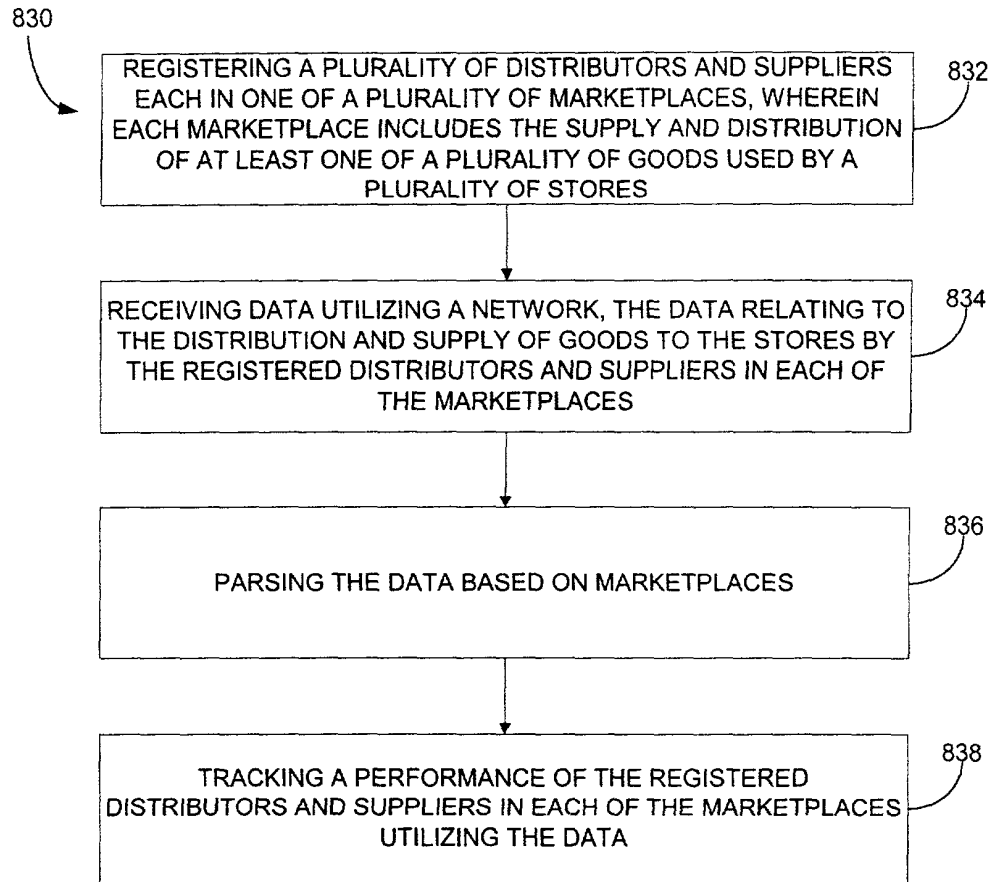 830
REGISTERING A PLURALITY OF DISTRIBUTORS AND SUPPLIERS
EACH IN ONE OF A PLURALITY OF MARKETPLACES, WHEREIN
EACH MARKETPLACE INCLUDES THE SUPPLY AND DISTRIBUTION
OF AT LEAST ONE OF A PLURALITY OF GOODS USED BY A
PLURALITY OF STORES
832
RECEIVING DATA UTILIZING A NETWORK, THE DATA RELATING TO
THE DISTRIBUTION AND SUPPLY OF GOODS TO THE STORES BY
THE REGISTERED DISTRIBUTORS AND SUPPLIERS IN EACH OF
THE MARKETPLACES
834
PARSING THE DATA BASED ON MARKETPLACES
836
TRACKING A PERFORMANCE OF THE REGISTERED
DISTRIBUTORS AND SUPPLIERS IN EACH OF THE MARKETPLACES
UTILIZING THE DATA
838